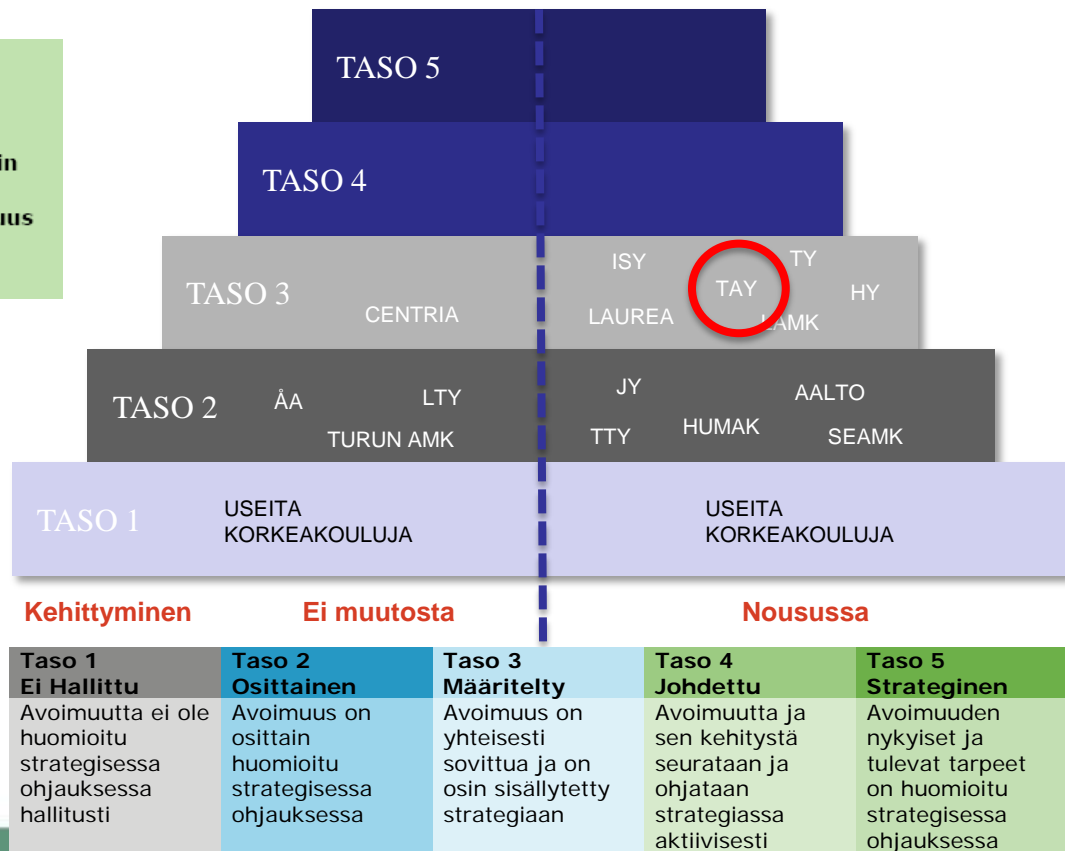 in
uus
TASO 5
TASO 4
TASO 3
CENTRIA
ISY
TAY
TY
HY
LAUREA
LAMK
TASO 2
ÅA
LTY
TURUN AMK
JY
AALTO
TTY
HUMAK
SEAMK
TASO 1
USEITA
KORKEAKOULUJA
USEITA
KORKEAKOULUJA
Kehittyminen
Ei muutosta
Nousussa
Taso 1
Ei Hallittu
Avoimuutta ei ole
huomioitu
strategisessa
ohjauksessa
hallitusti
Taso 2
Osittainen
Avoimuus on
osittain
huomioitu
strategisessa
ohjauksessa
Taso 3
Määritelty
Avoimuus on
yhteisesti
sovittua ja on
osin sisällytetty
strategiaan
Taso 4
Johdettu
Avoimuutta ja
sen kehitystä
seurataan ja
ohjataan
strategiassa
aktiivisesti
Taso 5
Strateginen
Avoimuuden
nykyiset ja
tulevat tarpeet
on huomioitu
strategisessa
ohjauksessa